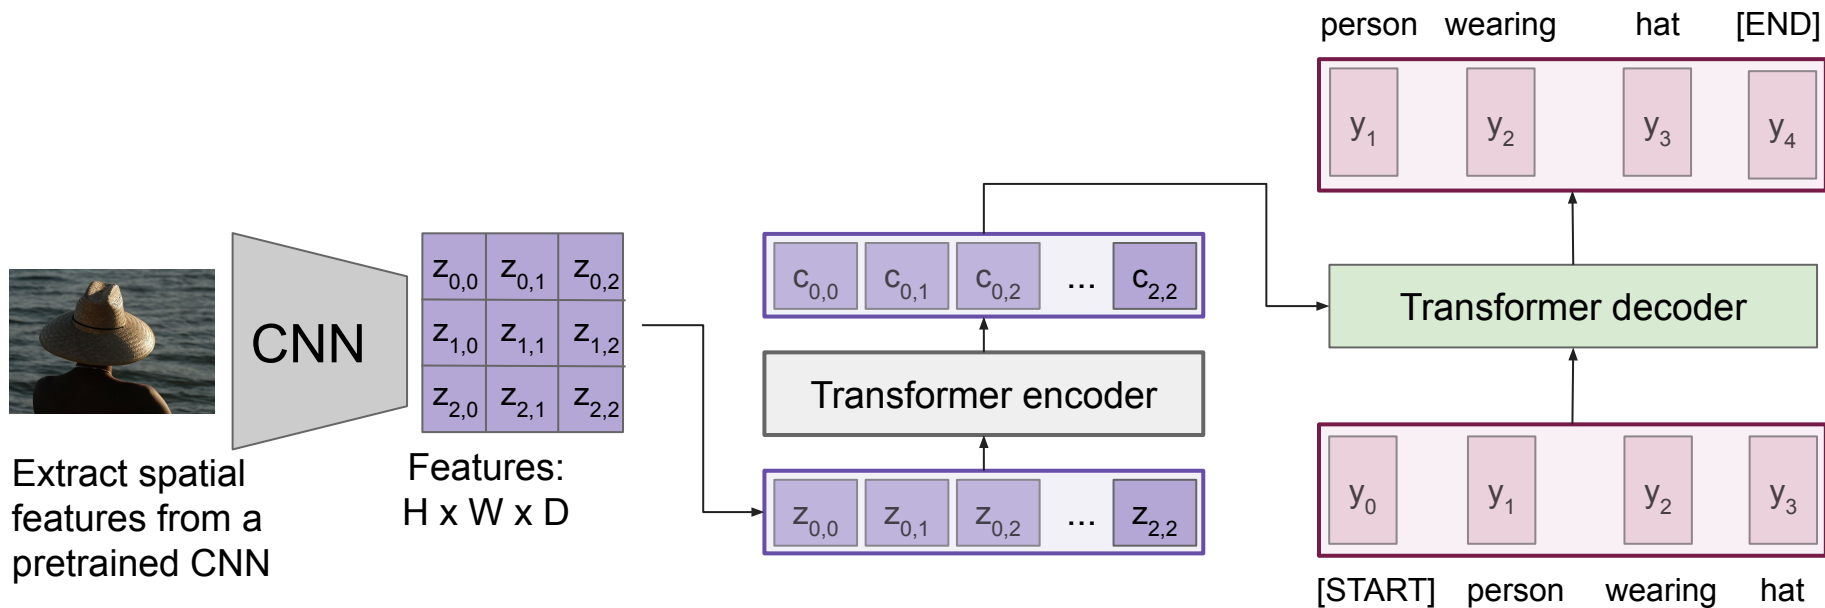 person wearing hat [END]
y1 y2 y3 y4
c0,0 c0,1 c0,2 ... c2,2
z0,0 z0,1 z0,2
z1,0 z1,1 z1,2
z2,0 z2,1 z2,2
CNN
Transformer decoder
Transformer encoder
Extract spatial
features from a
pretrained CNN
Features:
H x W x D
z0,0 z0,1 z0,2 ... z2,2
y0 y1 y2 y3
[START] person wearing hat